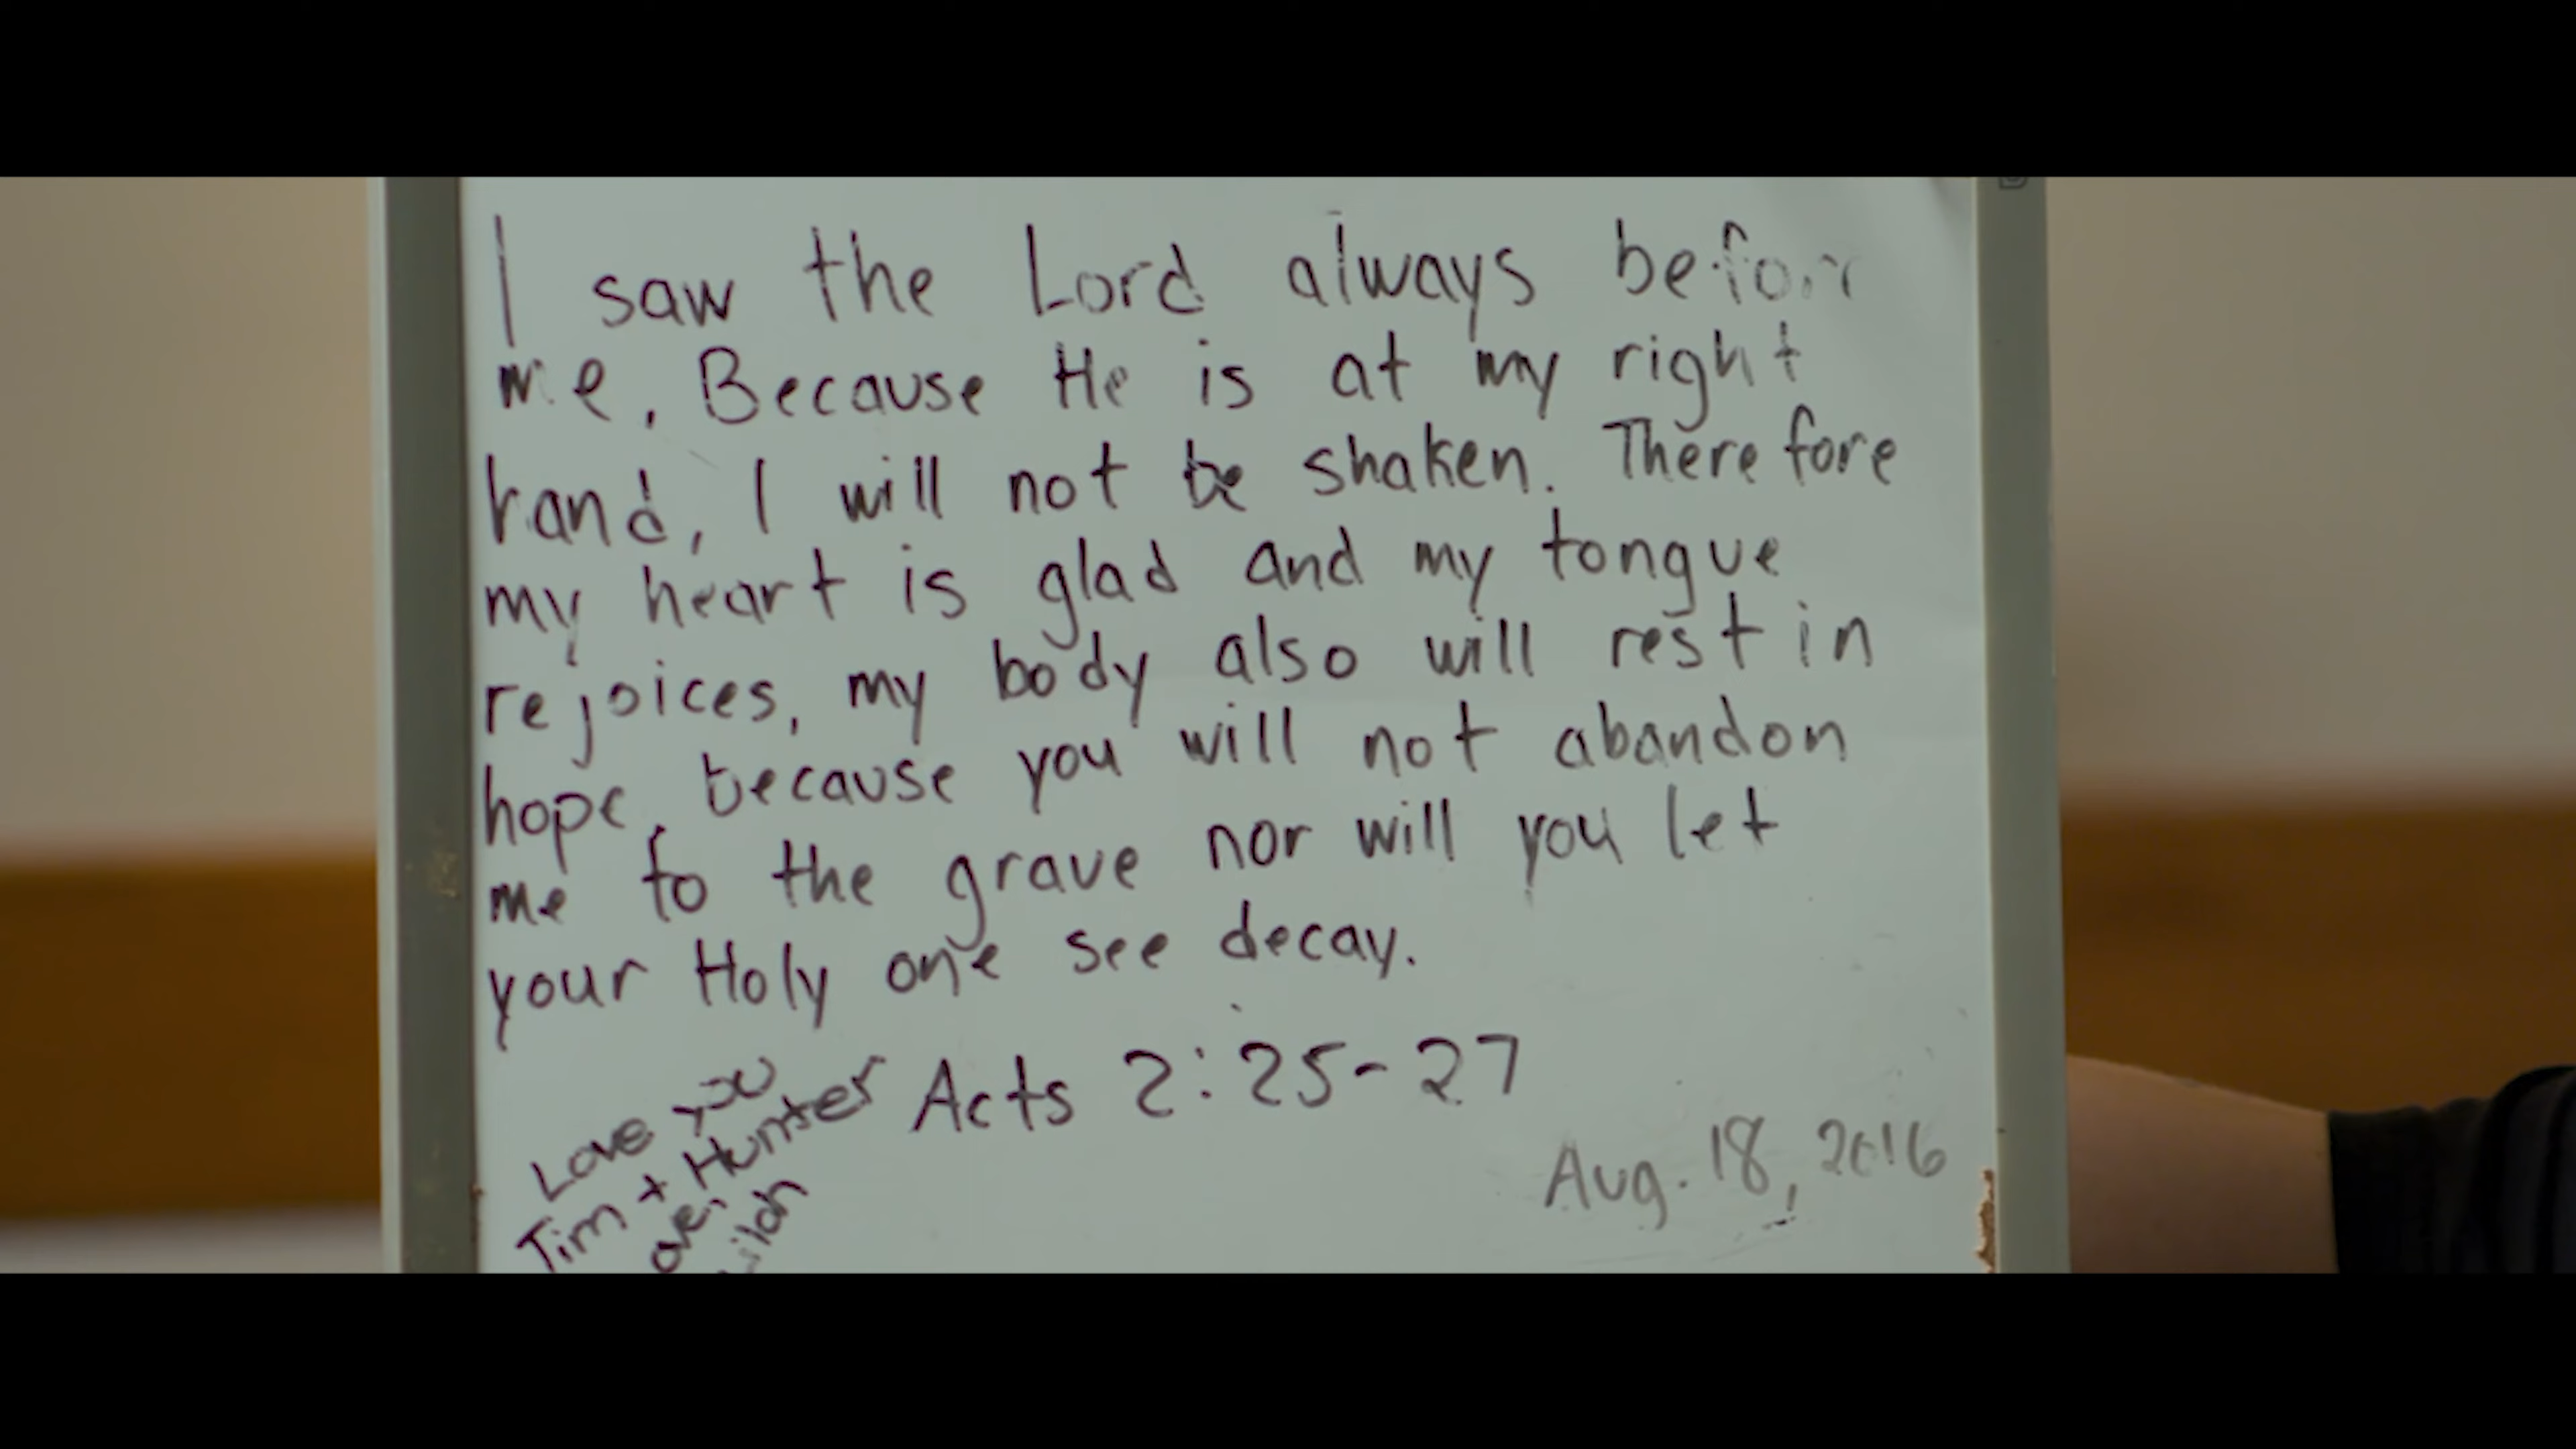 I saw the Lord always before
me. Because He is at my right
hand, I will not be shaken. Therefore
my heart is glad and my tongue
rejoices, my body also will rest in
hope, because you will not abandon
me to the grave nor will you let
your Holy one see decay.
Acts 2:25-27
Love you
Tim + Hunter
Aug. 18, 2016